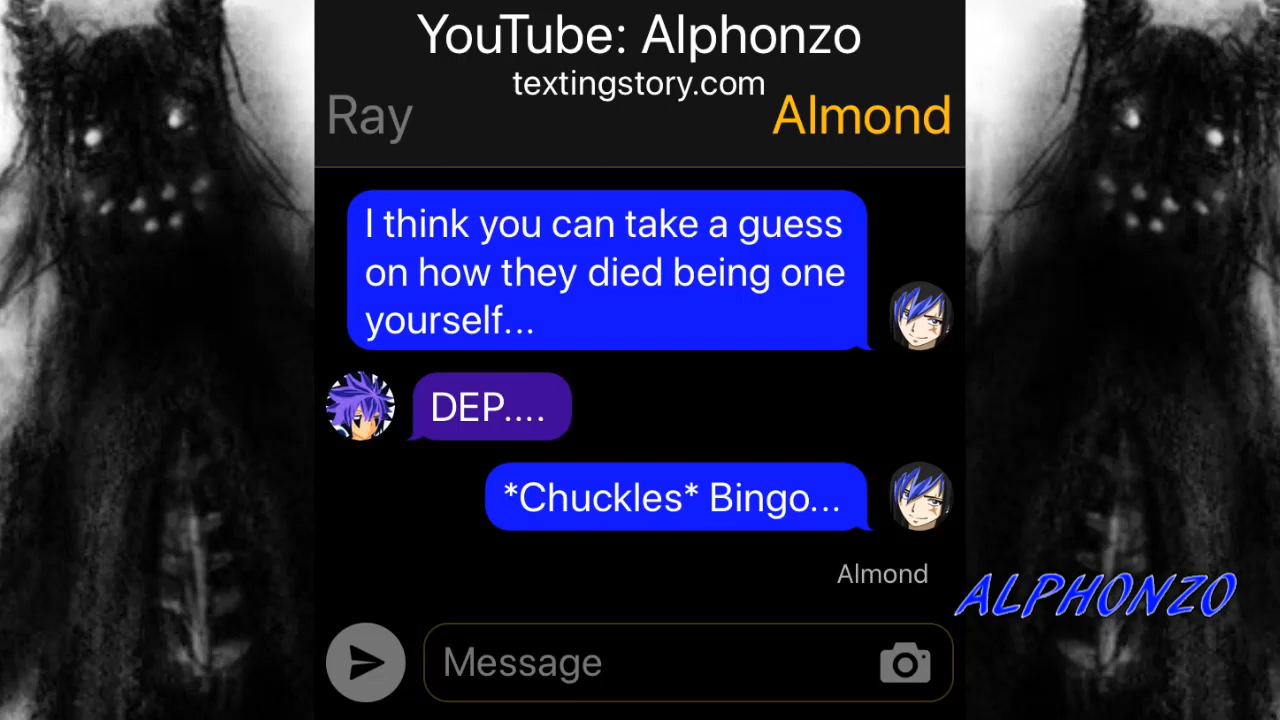 YouTube: Alphonzo
textingstory.com
Ray
Almond
I think you can take a guess
on how they died being one
yourself...
DEP....
*Chuckles* Bingo...
Almond
ALPHONZO
Message